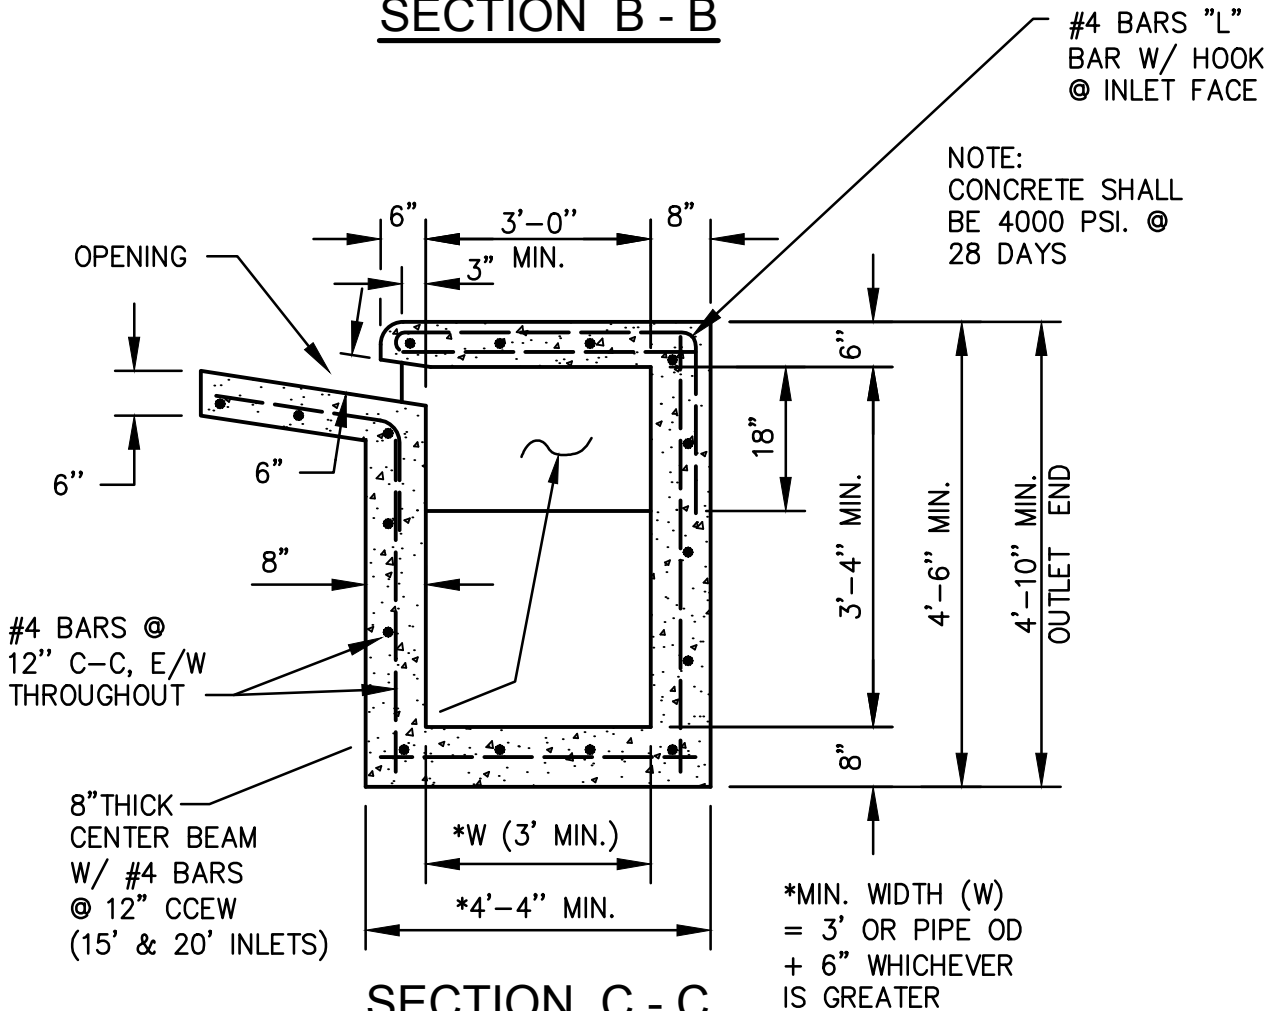 SECTION B - B
#4 BARS "L"
BAR W/ HOOK
@ INLET FACE
NOTE:
CONCRETE SHALL
BE 4000 PSI. @
28 DAYS
6"
3'-0"
MIN.
8"
3"
OPENING
6"
6"
6"
18"
8"
3'-4" MIN.
4'-6" MIN.
4'-10" MIN.
OUTLET END
8"
#4 BARS @
12" C-C, E/W
THROUGHOUT
8"THICK
CENTER BEAM
W/ #4 BARS
@ 12" CCEW
(15' & 20' INLETS)
*W (3' MIN.)
*4'-4" MIN.
*MIN. WIDTH (W)
= 3' OR PIPE OD
+ 6" WHICHEVER
IS GREATER
SECTION C - C